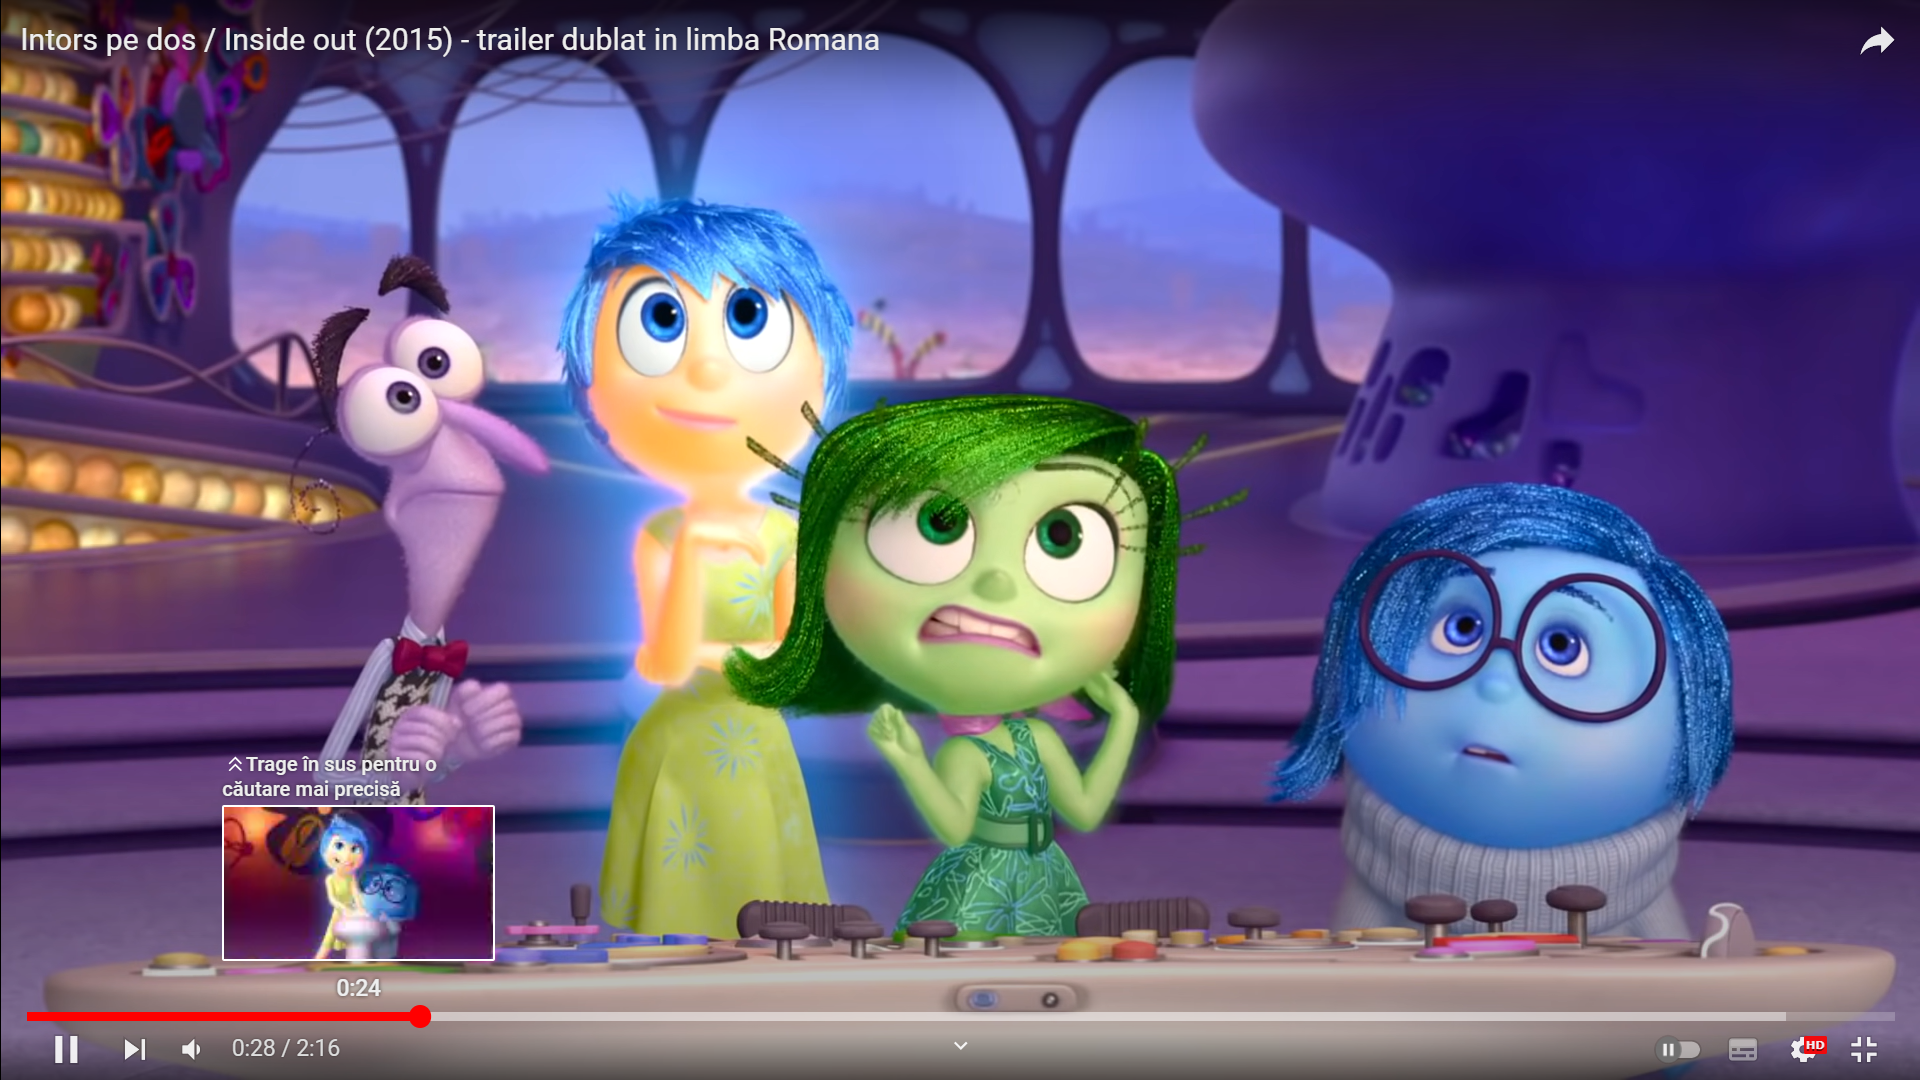 Intors pe dos / Inside out (2015) - trailer dublat in limba Romana
Trage în sus pentru o
căutare mai precisă
0:24
0:28 / 2:16
HD